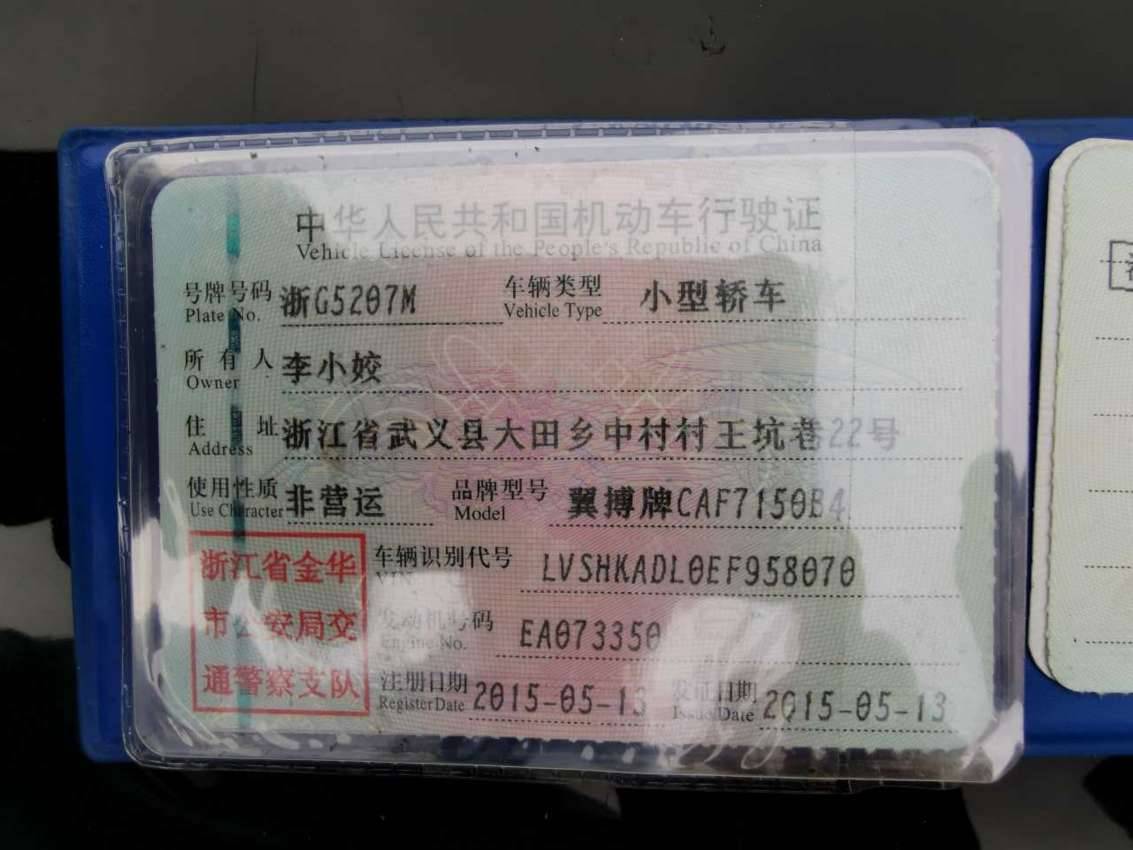 中华人民共和国机动车行驶证
Vehicle License of the People's Republic of China
号牌号码 浙G5207M 车辆类型 小型轿车
Plate No. Vehicle Type
所有人 李小姣
Owner
住址 浙江省武义县大田乡中村村王坑巷22号
Address
使用性质 非营运 品牌型号 翼搏牌CAF7150B4
Use Character Model
浙江省金华 车辆识别代号 LVSHKADL0EF958070
VIN
市公安局交 发动机号码 EA073350
Engine No.
通警察支队 注册日期 2015-05-13 发证日期 2015-05-13
Register Date Issue Date